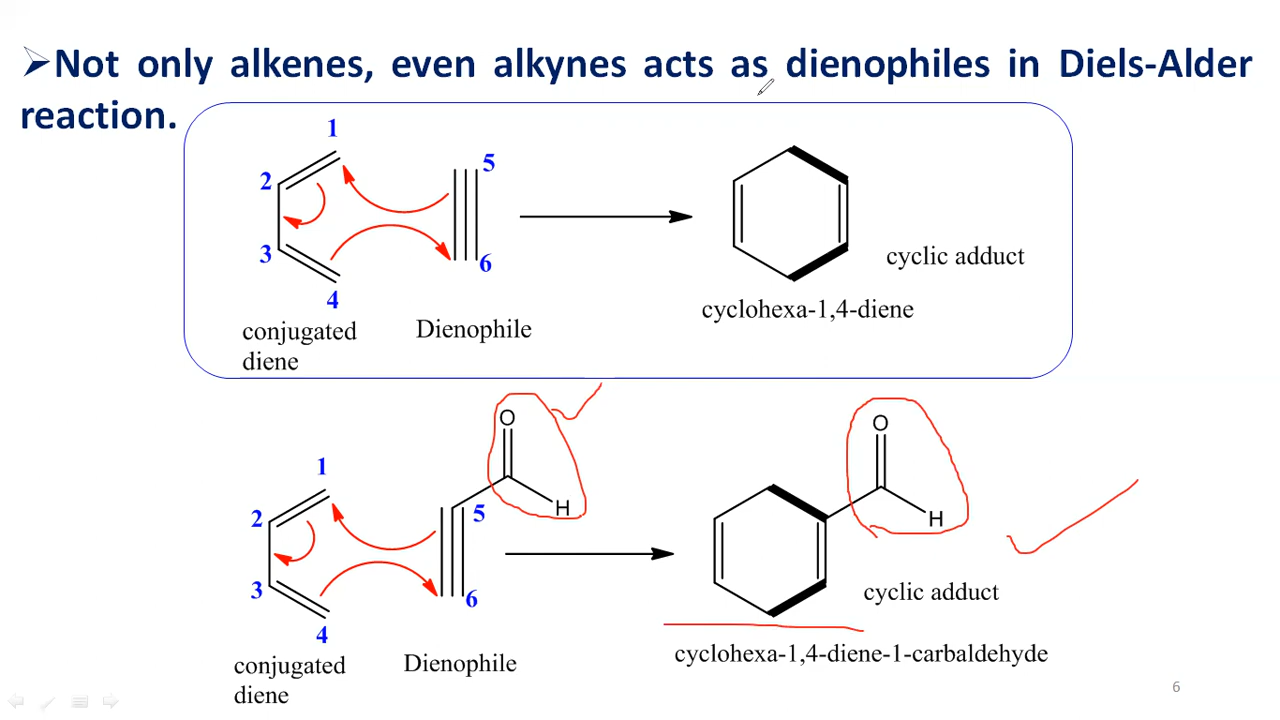 ➢Not only alkenes, even alkynes acts as dienophiles in Diels-Alder
reaction.
1
2
3
4
5
6
conjugated
diene
Dienophile
cyclic adduct
cyclohexa-1,4-diene
1
2
3
4
O
H
5
6
conjugated
diene
Dienophile
O
H
cyclic adduct
cyclohexa-1,4-diene-1-carbaldehyde
6